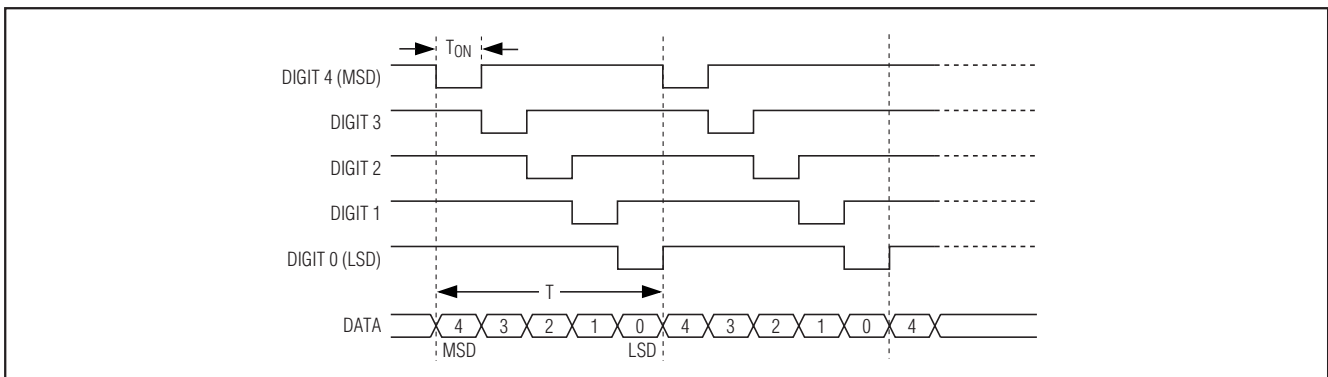 TON
DIGIT 4 (MSD)
DIGIT 3
DIGIT 2
DIGIT 1
DIGIT 0 (LSD)
T
DATA 4 3 2 1 0 4 3 2 1 0 4
MSD LSD